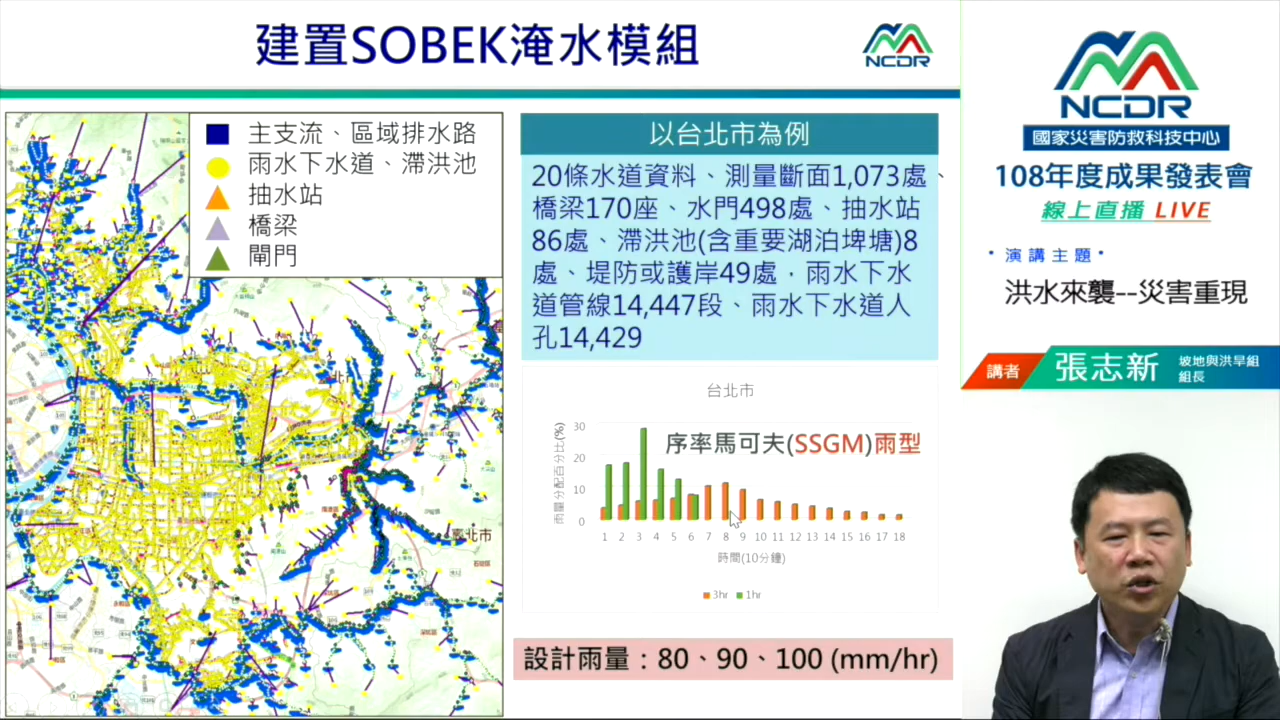 建置SOBEK淹水模組
NCDR
主支流、區域排水路
雨水下水道、滯洪池
抽水站
橋梁
閘門
臺北市
以台北市為例
20條水道資料、測量斷面1,073處、
橋梁170座、水門498處、抽水站
86處、滯洪池(含重要湖泊埤塘)8
處、堤防或護岸49處，雨水下水
道管線14,447段、雨水下水道人
孔14,429
台北市
序率馬可夫(SSGM)雨型
雨量分配百分比(%)
30
20
10
0
1 2 3 4 5 6 7 8 9 10 11 12 13 14 15 16 17 18
時間(10分鐘)
3hr 1hr
設計雨量：80、90、100 (mm/hr)
NCDR
國家災害防救科技中心
108年度成果發表會
線上直播 LIVE
演講主題
洪水來襲--災害重現
講者
張志新
坡地與洪旱組
組長